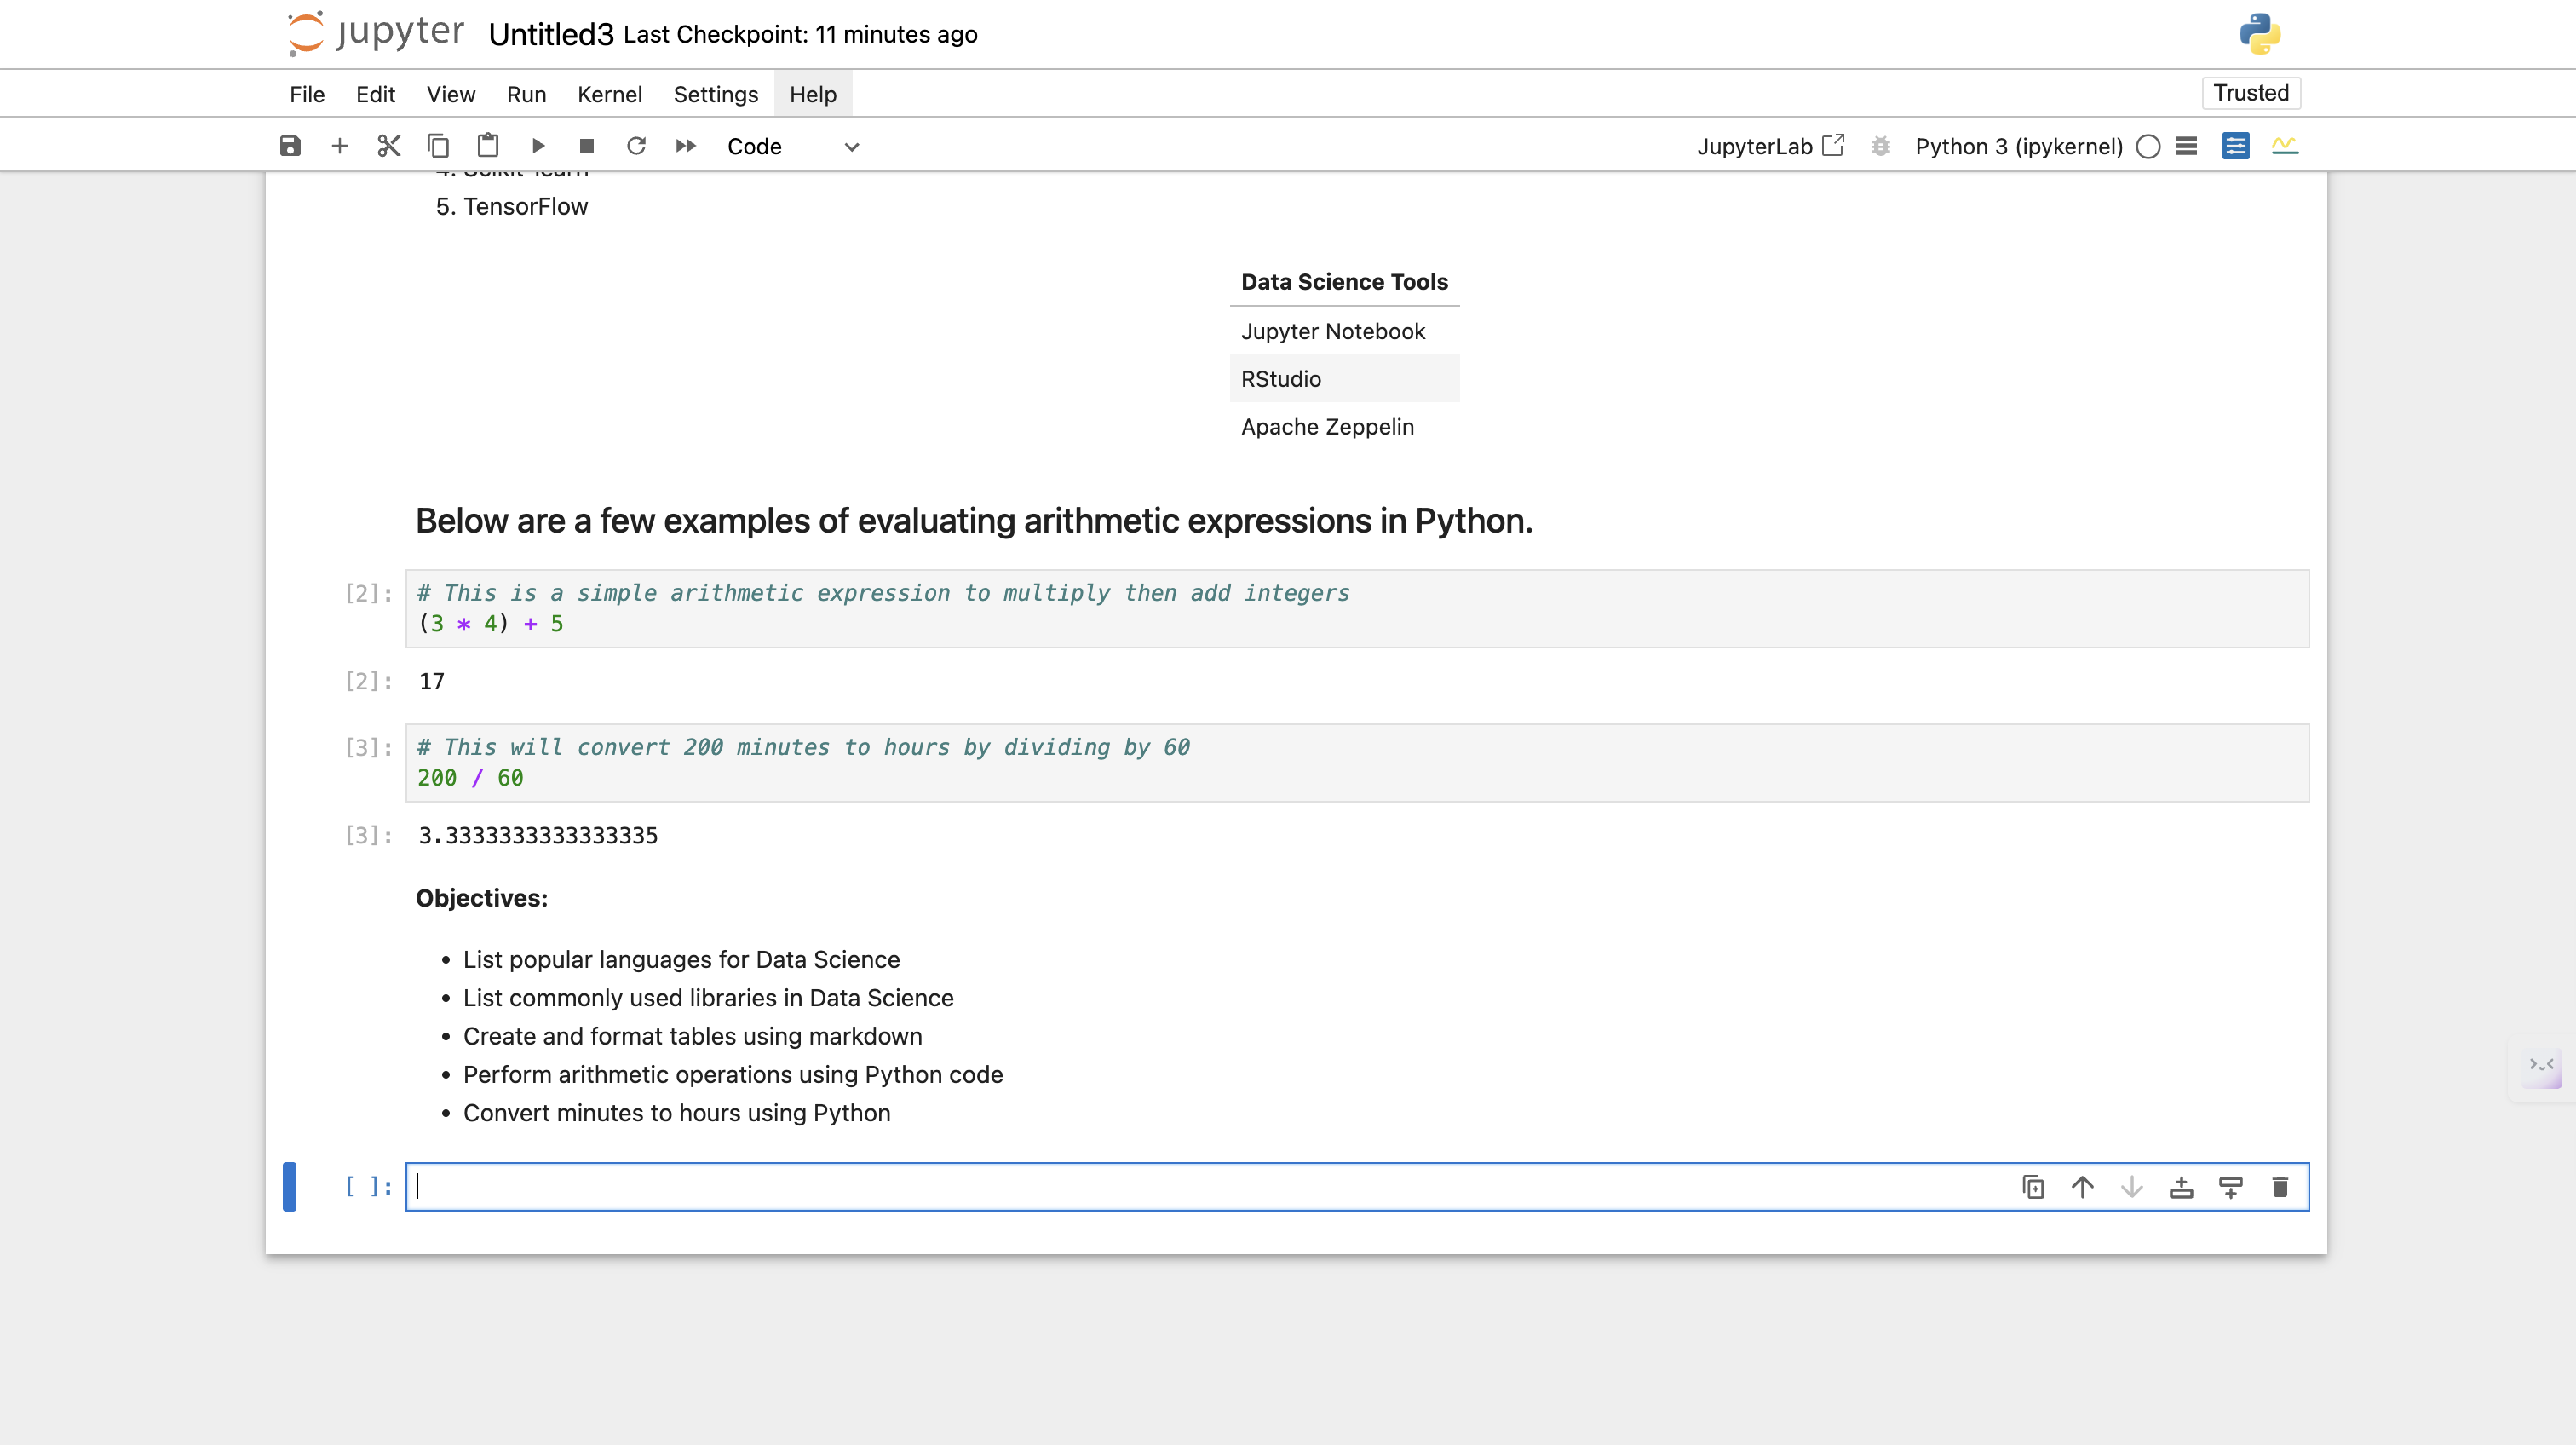 jupyter Untitled3 Last Checkpoint: 11 minutes ago
File Edit View Run Kernel Settings Help Trusted
Code JupyterLab Python 3 (ipykernel)
4. Scikit-learn
5. TensorFlow
Data Science Tools
Jupyter Notebook
RStudio
Apache Zeppelin
Below are a few examples of evaluating arithmetic expressions in Python.
[2]: # This is a simple arithmetic expression to multiply then add integers
(3 * 4) + 5
[2]: 17
[3]: # This will convert 200 minutes to hours by dividing by 60
200 / 60
[3]: 3.3333333333333335
Objectives:
• List popular languages for Data Science
• List commonly used libraries in Data Science
• Create and format tables using markdown
• Perform arithmetic operations using Python code
• Convert minutes to hours using Python
[ ]: